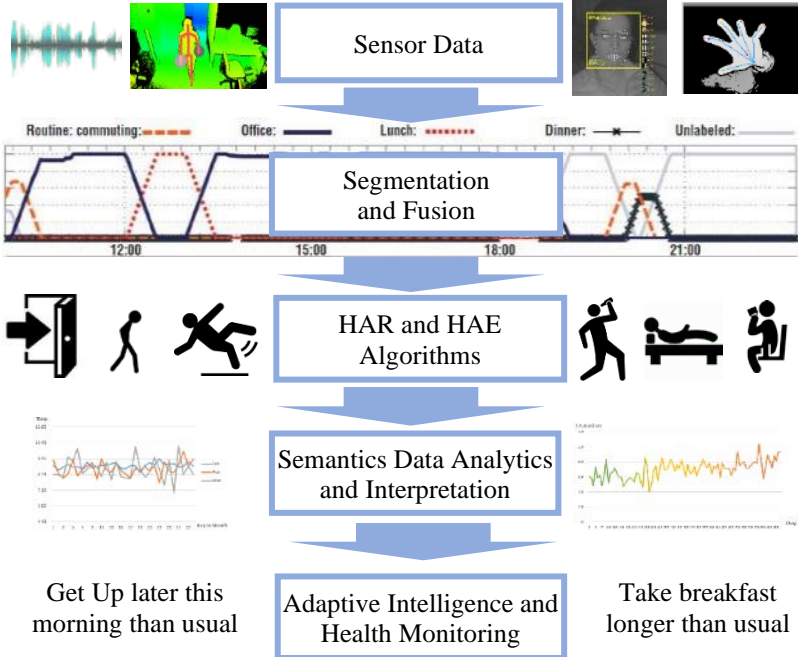 Sensor Data
Routine: commuting: Office: Lunch: Dinner: Unlabeled:
Segmentation
and Fusion
12:00 15:00 18:00 21:00
HAR and HAE
Algorithms
Semantics Data Analytics
and Interpretation
Get Up later this
morning than usual
Adaptive Intelligence and
Health Monitoring
Take breakfast
longer than usual